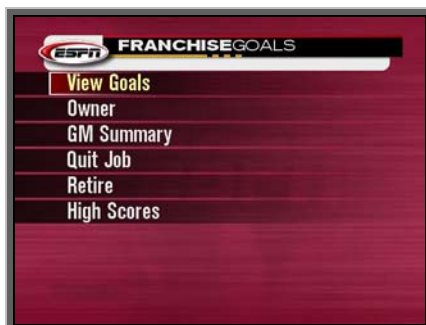 ESPN FRANCHISEGOALS
View Goals
Owner
GM Summary
Quit Job
Retire
High Scores